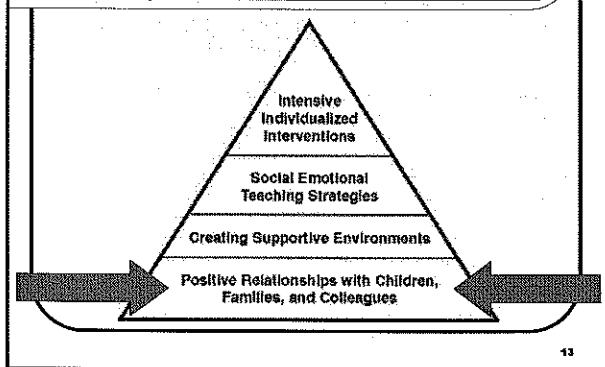 Intensive
Individualized
Interventions
Social Emotional
Teaching Strategies
Creating Supportive Environments
Positive Relationships with Children,
Families, and Colleagues
13